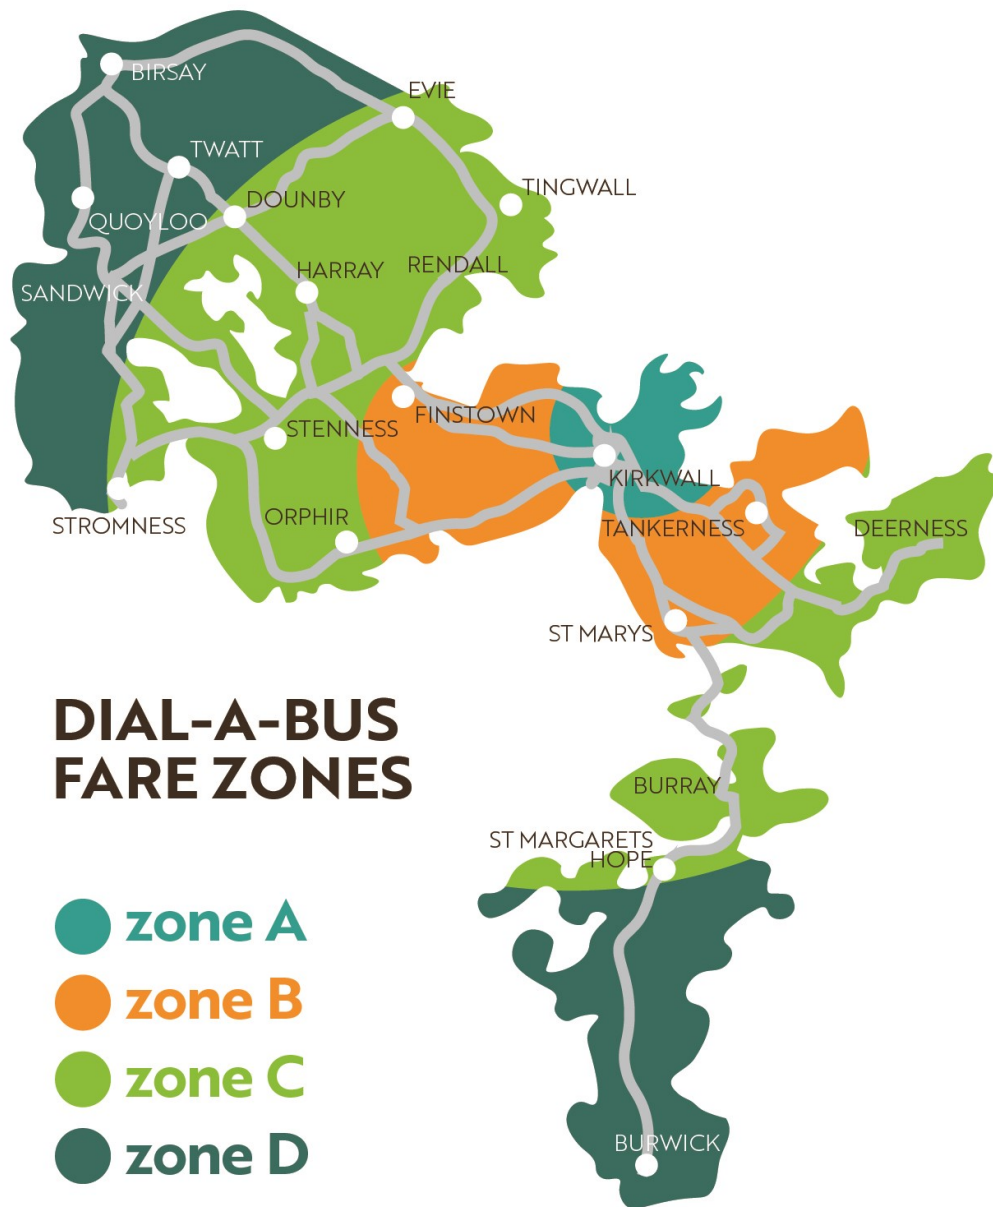 BIRSAY
EVIE
TWATT
TINGWALL
DOUNBY
QUOYLOO
HARRAY
RENDALL
SANDWICK
FINSTOWN
STENNESS
KIRKWALL
ORPHIR
STROMNESS
TANKERNESS
DEERNESS
ST MARYS
DIAL-A-BUS
FARE ZONES
BURRAY
ST MARGARETS
HOPE
zone A
zone B
zone C
zone D
BURWICK